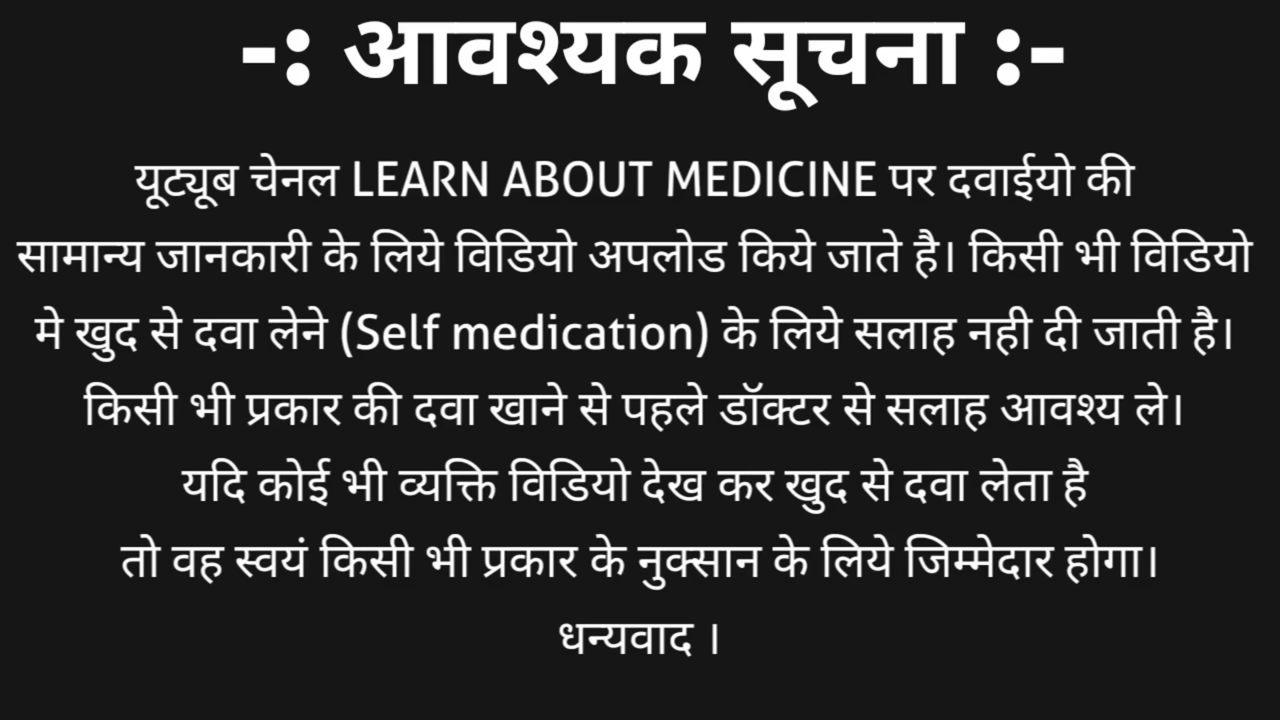 -: आवश्यक सूचना :-
यूट्यूब चेनल LEARN ABOUT MEDICINE पर दवाईयो की
सामान्य जानकारी के लिये विडियो अपलोड किये जाते है। किसी भी विडियो
मे खुद से दवा लेने (Self medication) के लिये सलाह नही दी जाती है।
किसी भी प्रकार की दवा खाने से पहले डॉक्टर से सलाह आवश्य ले।
यदि कोई भी व्यक्ति विडियो देख कर खुद से दवा लेता है
तो वह स्वयं किसी भी प्रकार के नुक्सान के लिये जिम्मेदार होगा।
धन्यवाद ।